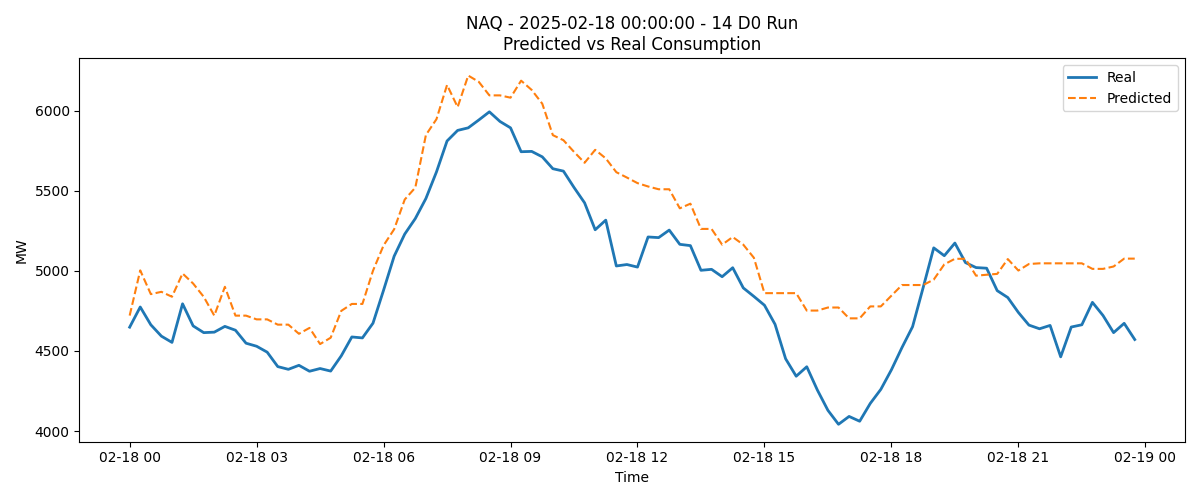 NAQ - 2025-02-18 00:00:00 - 14 D0 Run
Predicted vs Real Consumption
Real
Predicted
6000
5500
5000
4500
4000
MW
02-18 00
02-18 03
02-18 06
02-18 09
02-18 12
02-18 15
02-18 18
02-18 21
02-19 00
Time